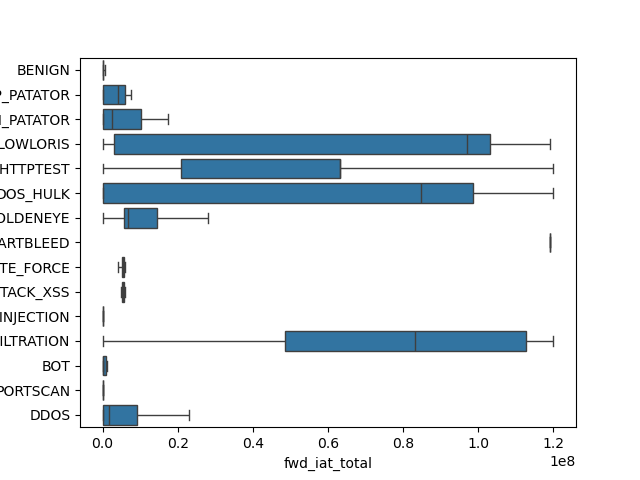 BENIGN
P_PATATOR
H_PATATOR
LOWLORIS
HTTPTEST
DOS_HULK
OLDENEYE
ARTBLEED
TE_FORCE
TACK_XSS
INJECTION
ILTRATION
BOT
PORTSCAN
DDOS
0.0 0.2 0.4 0.6 0.8 1.0 1.2
fwd_iat_total 1e8